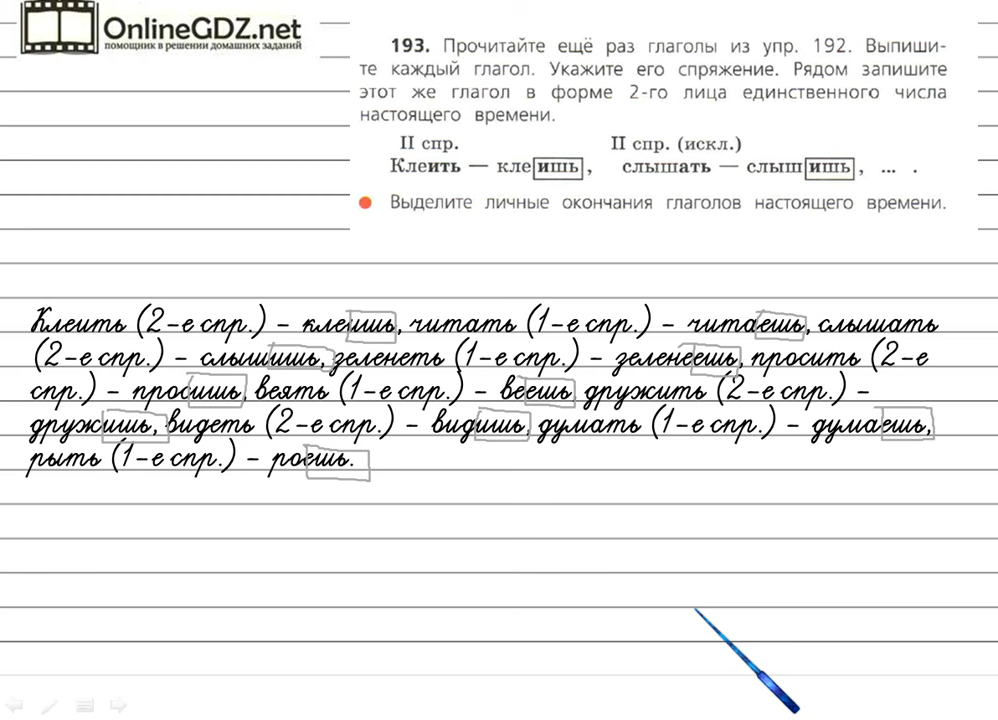 OnlineGDZ.net
помощник в решении домашних заданий
193. Прочитайте ещё раз глаголы из упр. 192. Выпиши-
те каждый глагол. Укажите его спряжение. Рядом запишите
этот же глагол в форме 2-го лица единственного числа
настоящего времени.
II спр. II спр. (искл.)
Клеить — клеишь, слышать — слышишь, ... .
Выделите личные окончания глаголов настоящего времени.
Клеить (2-е спр.) - клеишь, читать (1-е спр.) - читаешь, слышать
(2-е спр.) - слышишь, зеленеть (1-е спр.) - зеленеешь, просить (2-е
спр.) - просишь, веять (1-е спр.) - веешь, дружить (2-е спр.) -
дружишь, видеть (2-е спр.) - видишь, думать (1-е спр.) - думаешь,
рыть (1-е спр.) - роешь.